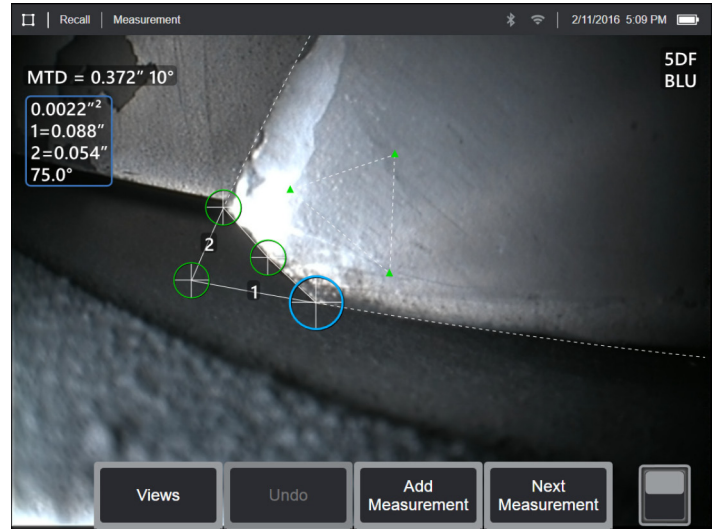 Recall Measurement 2/11/2016 5:09 PM
MTD = 0.372" 10°
5DF
BLU
0.0022"²
1=0.088"
2=0.054"
75.0°
2
1
Views
Undo
Add
Measurement
Next
Measurement